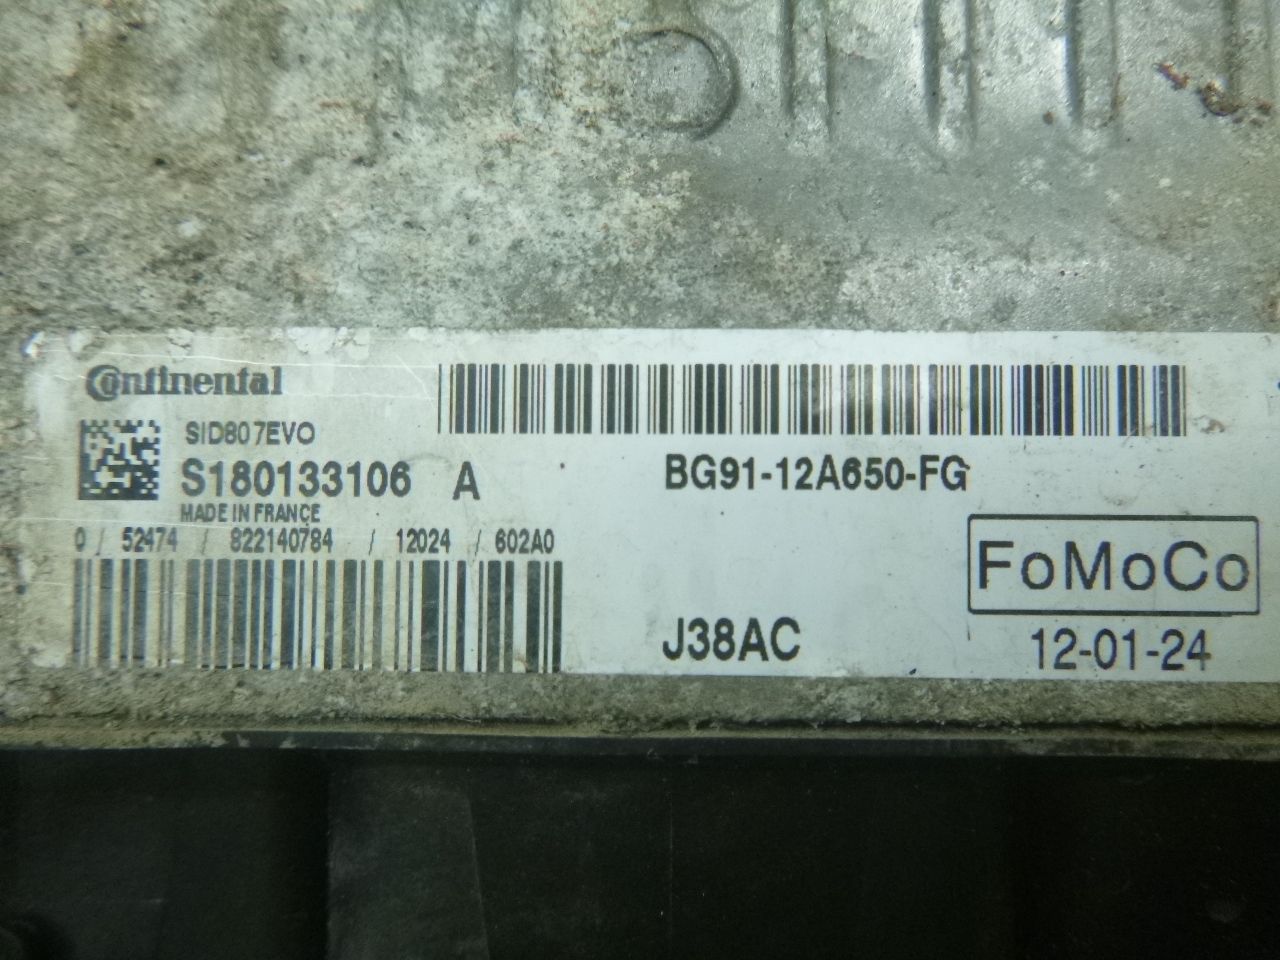 Continental
SID807EVO
S180133106 A
MADE IN FRANCE
0 / 52474 / 822140784 / 12024 / 602A0
BG91-12A650-FG
FoMoCo
J38AC
12-01-24